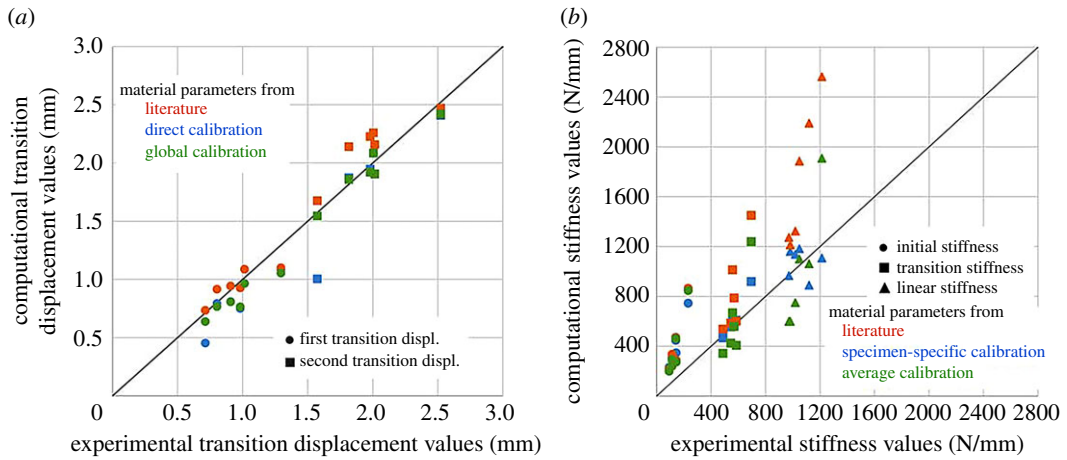 (a)
3.0
2.5
2.0
1.5
1.0
0.5
0
0.5
1.0
1.5
2.0
2.5
3.0
computational transition
displacement values (mm)
experimental transition displacement values (mm)
material parameters from
literature
direct calibration
global calibration
first transition displ.
second transition displ.
(b)
2800
2400
2000
1600
1200
800
400
0
400
800
1200
1600
2000
2400
2800
computational stiffness values (N/mm)
experimental stiffness values (N/mm)
initial stiffness
transition stiffness
linear stiffness
material parameters from
literature
specimen-specific calibration
average calibration